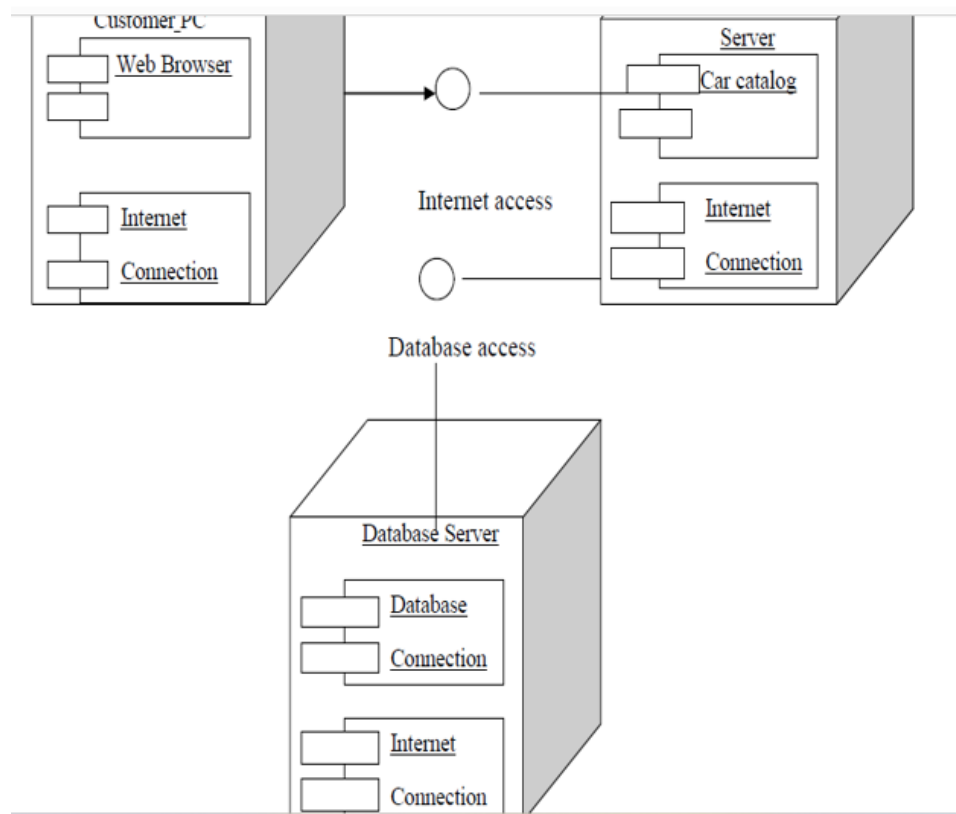 Customer_PC
Web Browser
Internet
Connection
Server
Car catalog
Internet
Connection
Internet access
Database access
Database Server
Database
Connection
Internet
Connection